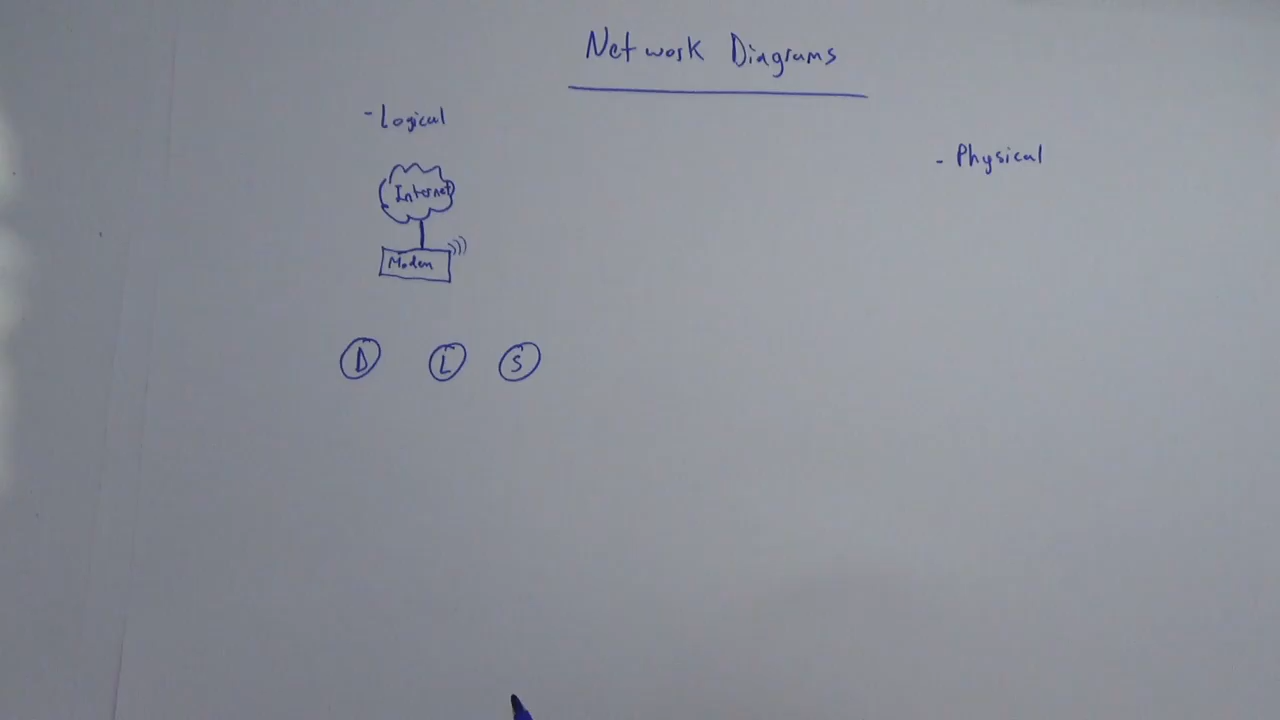 Network Diagrams
- Logical
- Physical
Internet
Modem
D L S